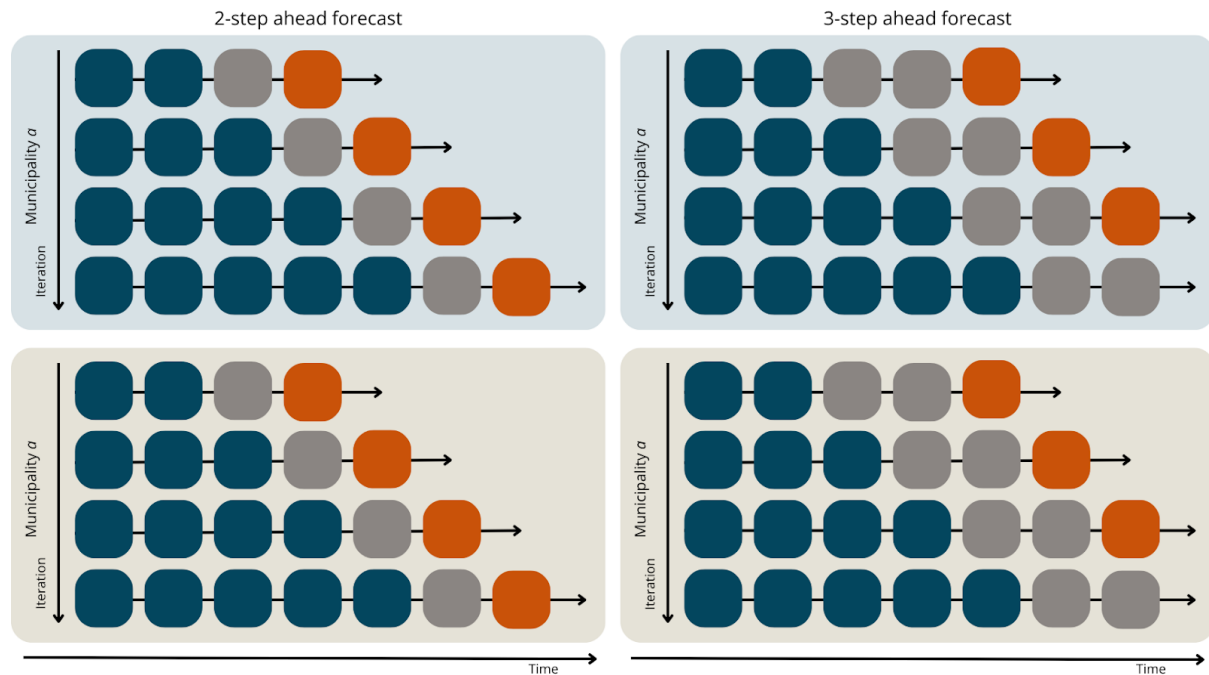 2-step ahead forecast
3-step ahead forecast
Municipality a
Iteration
Municipality a
Iteration
Municipality a
Iteration
Municipality a
Iteration
Time
Time